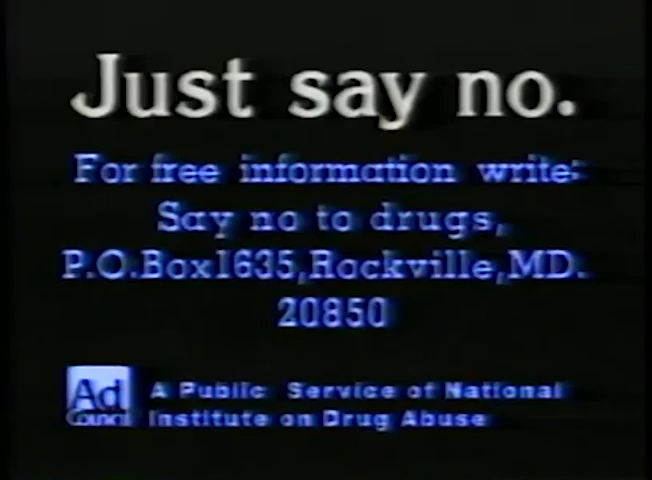 Just say no.
For free information write:
Say no to drugs,
P.O.Box1635,Rockville,MD.
20850
Ad
Council
A Public Service of National
Institute on Drug Abuse